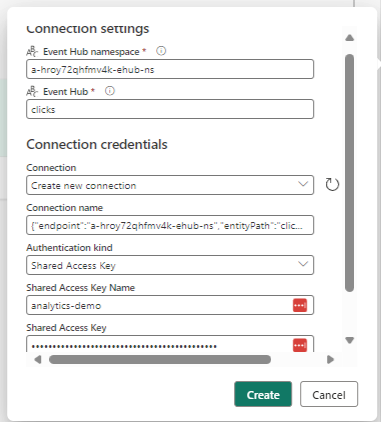 Connection settings
Event Hub namespace *
a-hroy72qhfmv4k-ehub-ns
Event Hub *
clicks
Connection credentials
Connection
Create new connection
Connection name
{"endpoint":"a-hroy72qhfmv4k-ehub-ns","entityPath":"clic...
Authentication kind
Shared Access Key
Shared Access Key Name
analytics-demo
Shared Access Key
••••••••••••••••••••••••••••••••••••••••••••
Create Cancel